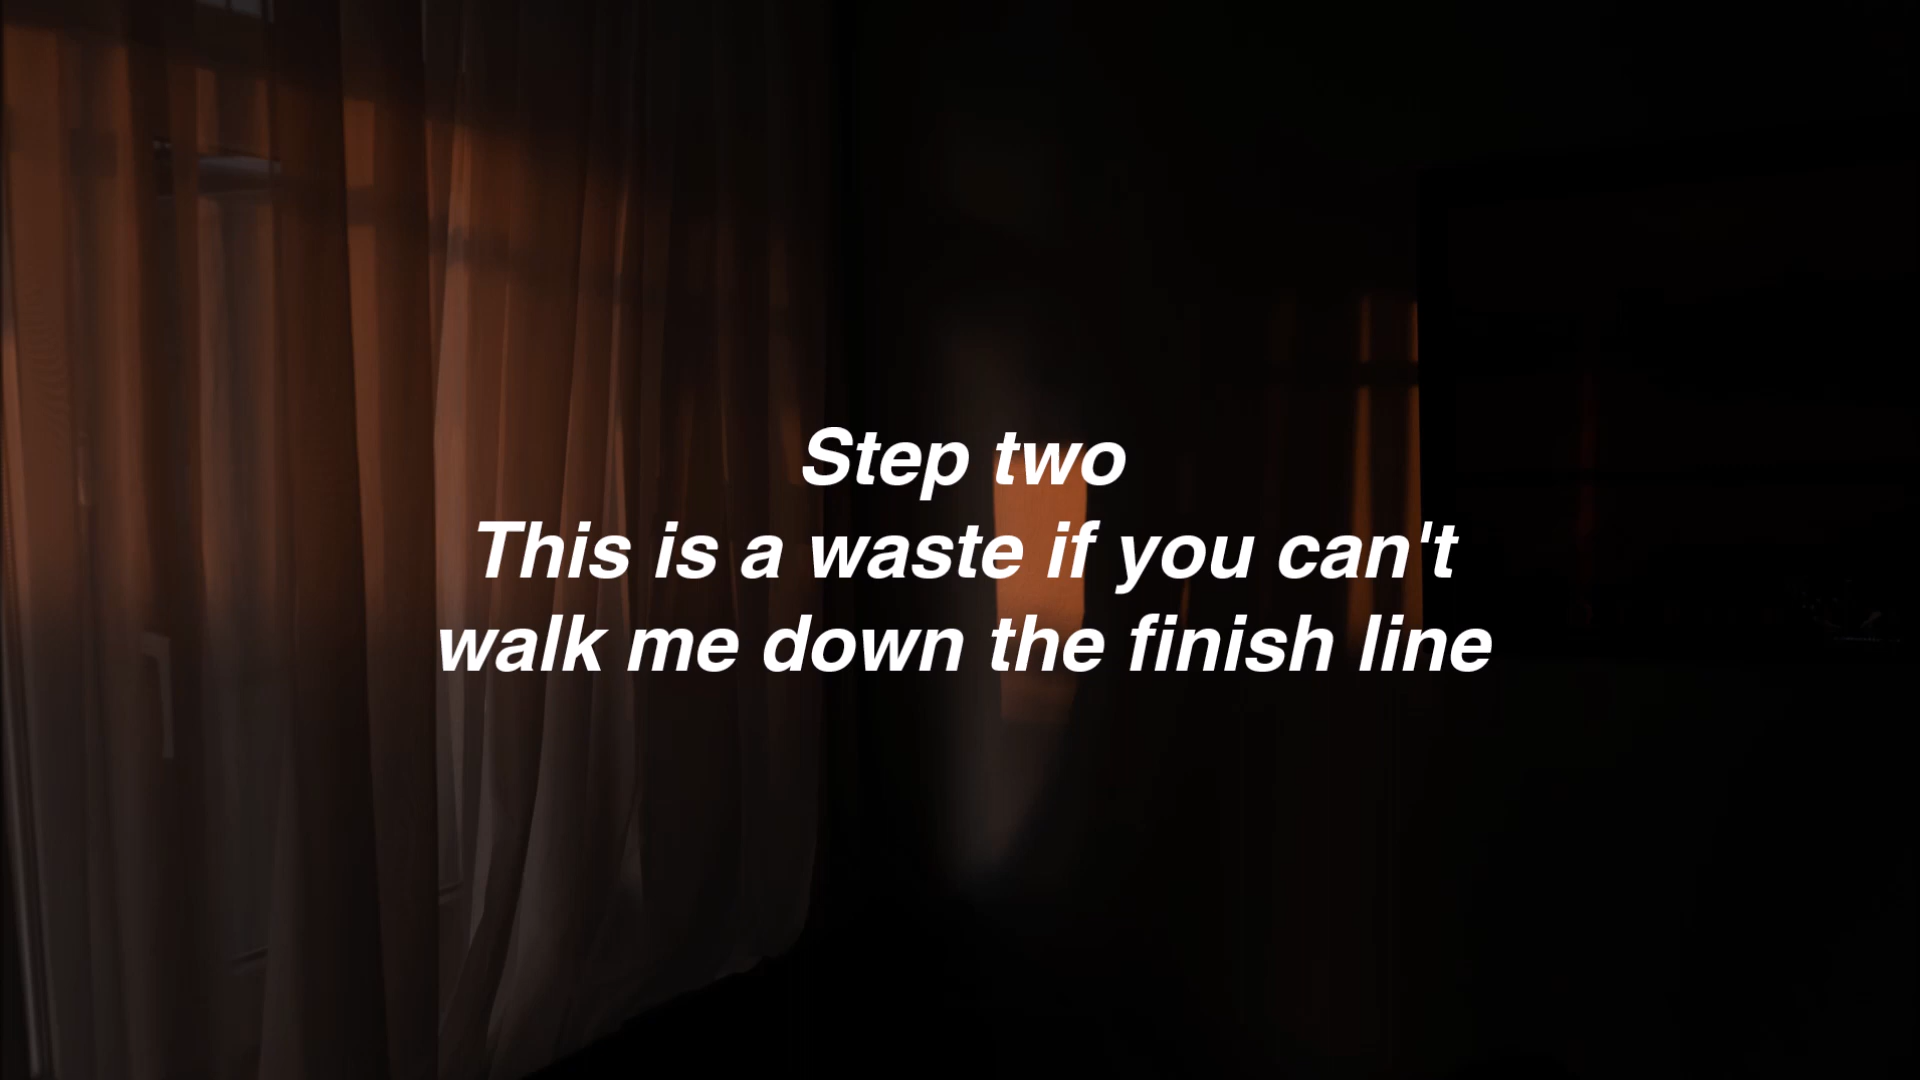 Step two
This is a waste if you can't
walk me down the finish line